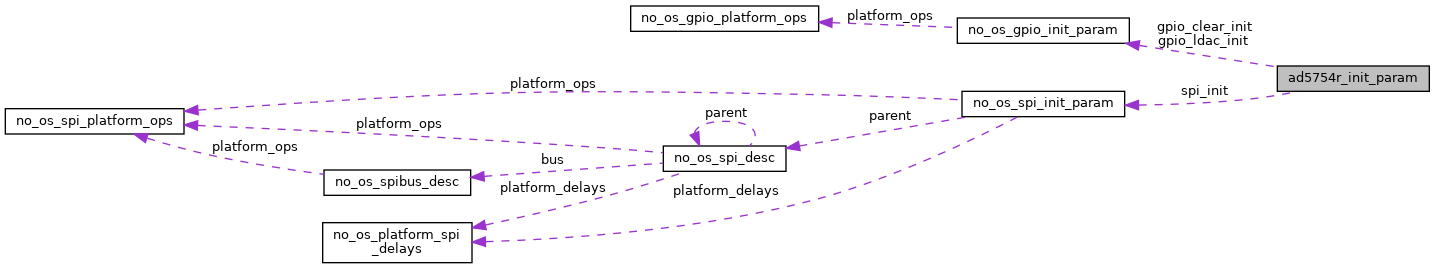 no_os_gpio_platform_ops
platform_ops
no_os_gpio_init_param
gpio_clear_init
gpio_ldac_init
ad5754r_init_param
platform_ops
spi_init
no_os_spi_init_param
no_os_spi_platform_ops
platform_ops
parent
parent
platform_ops
bus
no_os_spi_desc
no_os_spibus_desc
platform_delays
platform_delays
no_os_platform_spi
_delays